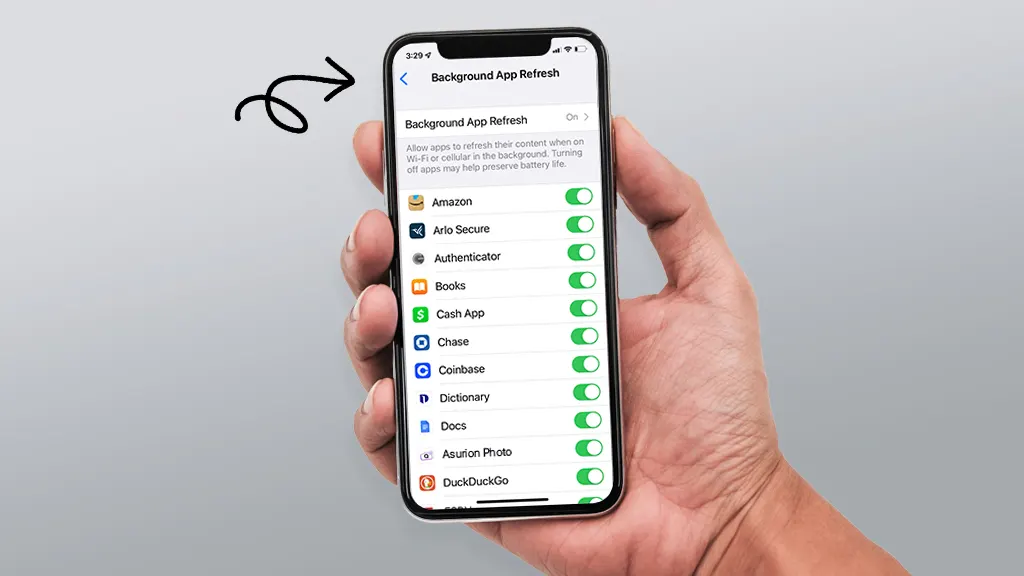 3:29
Background App Refresh
Background App Refresh On
Allow apps to refresh their content when on
Wi-Fi or cellular in the background. Turning
off apps may help preserve battery life.
Amazon
Arlo Secure
Authenticator
Books
Cash App
Chase
Coinbase
Dictionary
Docs
Asurion Photo
DuckDuckGo